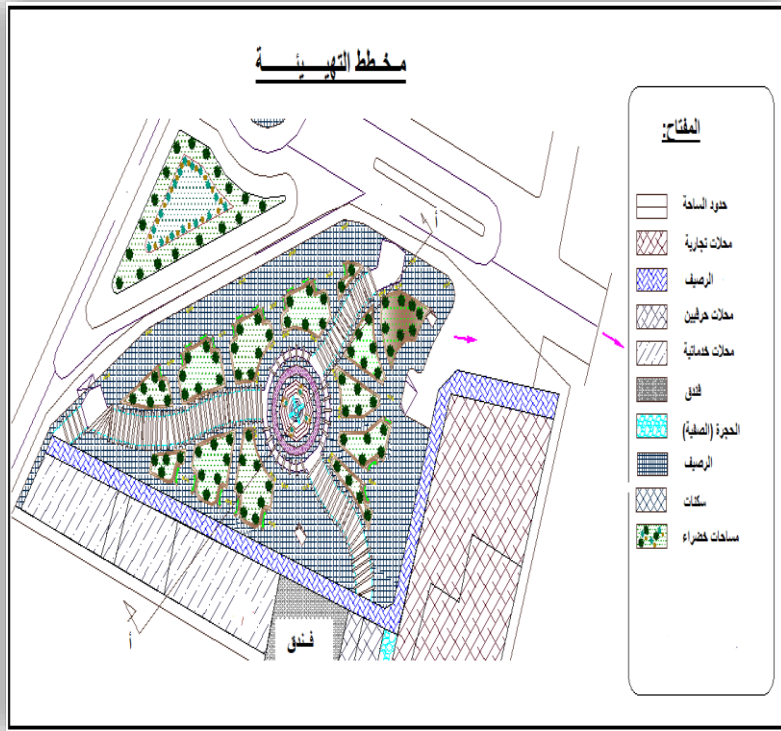 مخطط التهيئة
المفتاح:
حدود الساحة
محلات تجارية
الرصيف
محلات حرفيين
محلات خدماتية
فندق
الحجرة (الصفية)
الرصيف
سكنات
مساحات خضراء
أ
أ
فندق